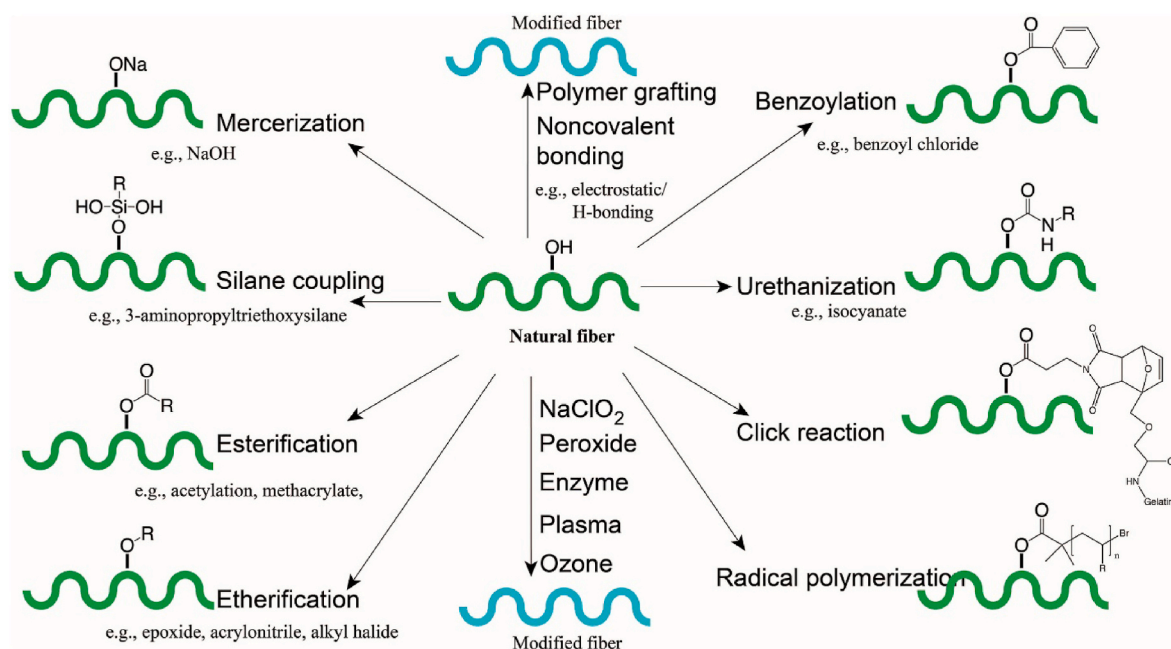 Modified fiber
ONa
Mercerization
e.g., NaOH
Polymer grafting
Noncovalent
bonding
e.g., electrostatic/
H-bonding
O
O
Benzoylation
e.g., benzoyl chloride
R
HO-Si-OH
O
Silane coupling
e.g., 3-aminopropyltriethoxysilane
OH
Natural fiber
O
O
N
R
H
Urethanization
e.g., isocyanate
O
O
R
Esterification
e.g., acetylation, methacrylate,
NaClO2
Peroxide
Enzyme
Plasma
Ozone
Modified fiber
O
O
N
O
O
O
O
O
HN
Gelatin
Click reaction
O-R
Etherification
e.g., epoxide, acrylonitrile, alkyl halide
O
O
Br
n
R
Radical polymerization